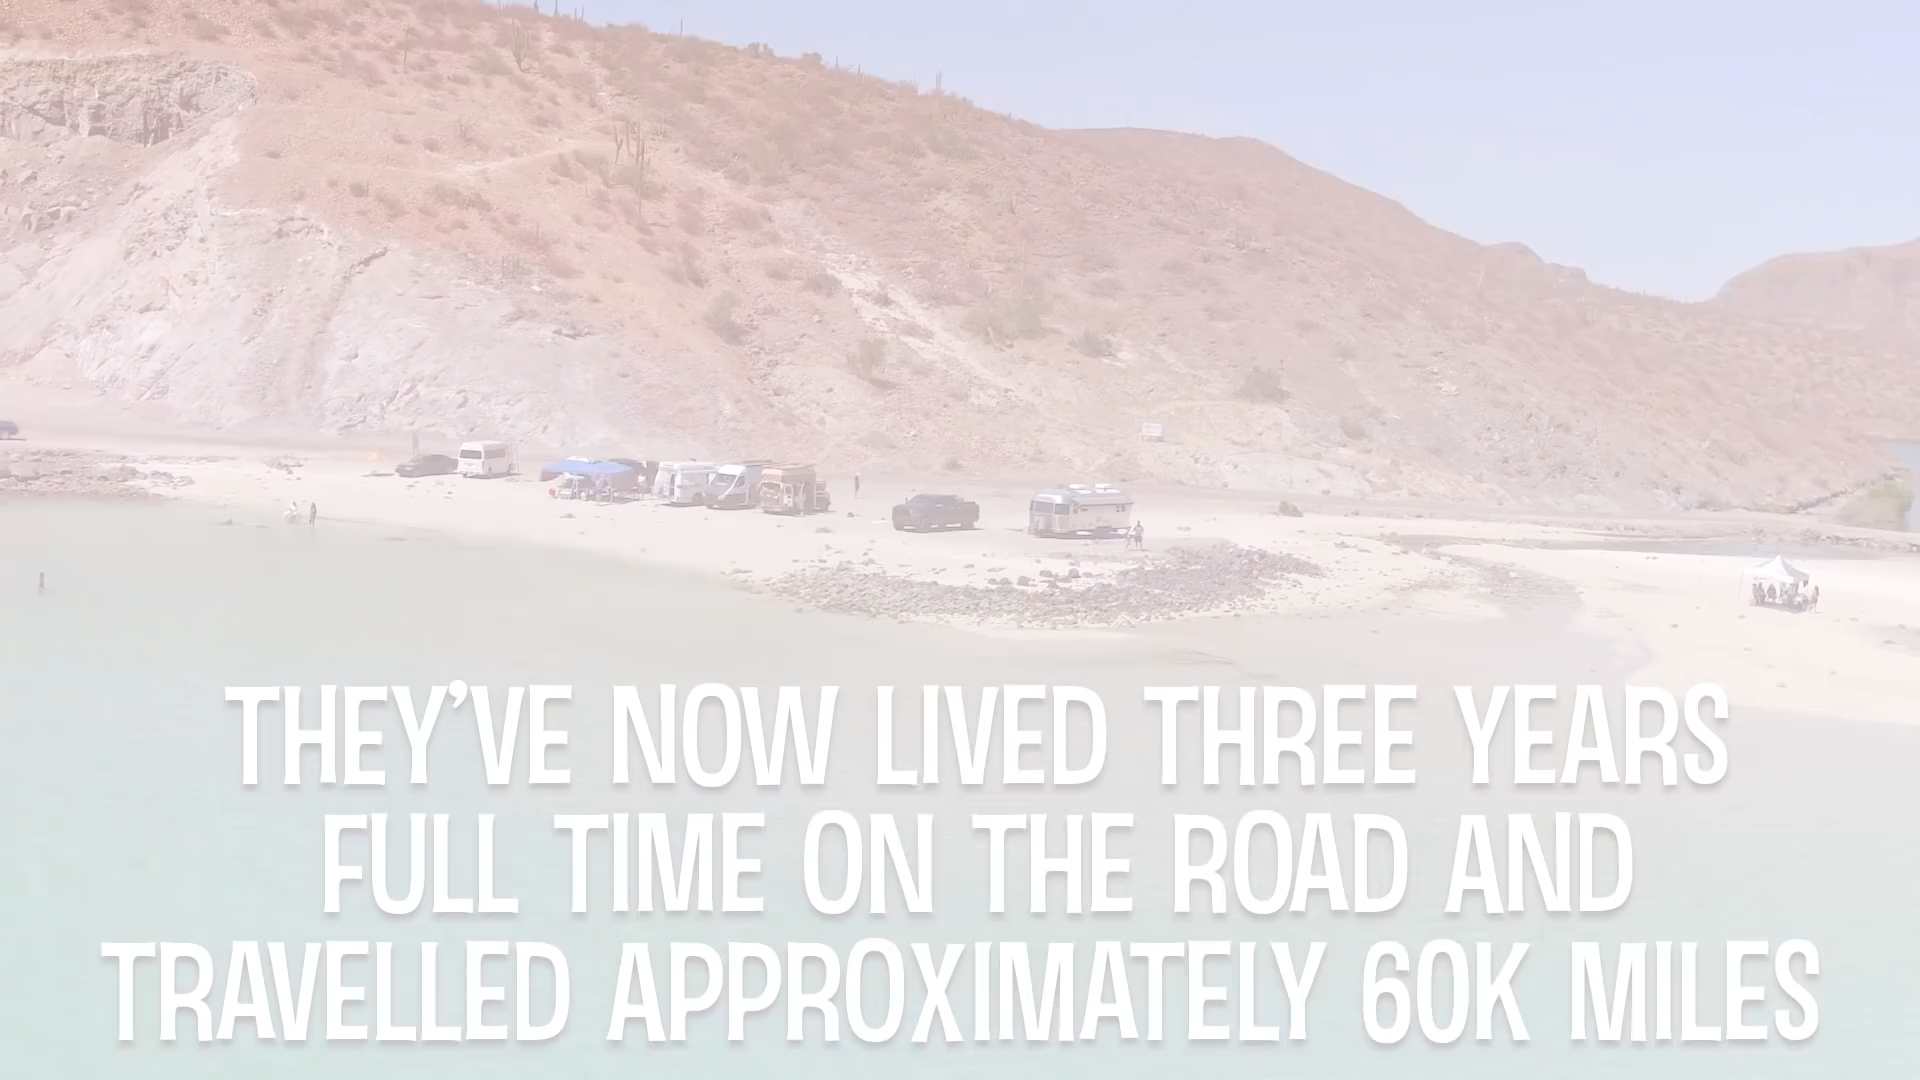 THEY'VE NOW LIVED THREE YEARS
FULL TIME ON THE ROAD AND
TRAVELLED APPROXIMATELY 60K MILES